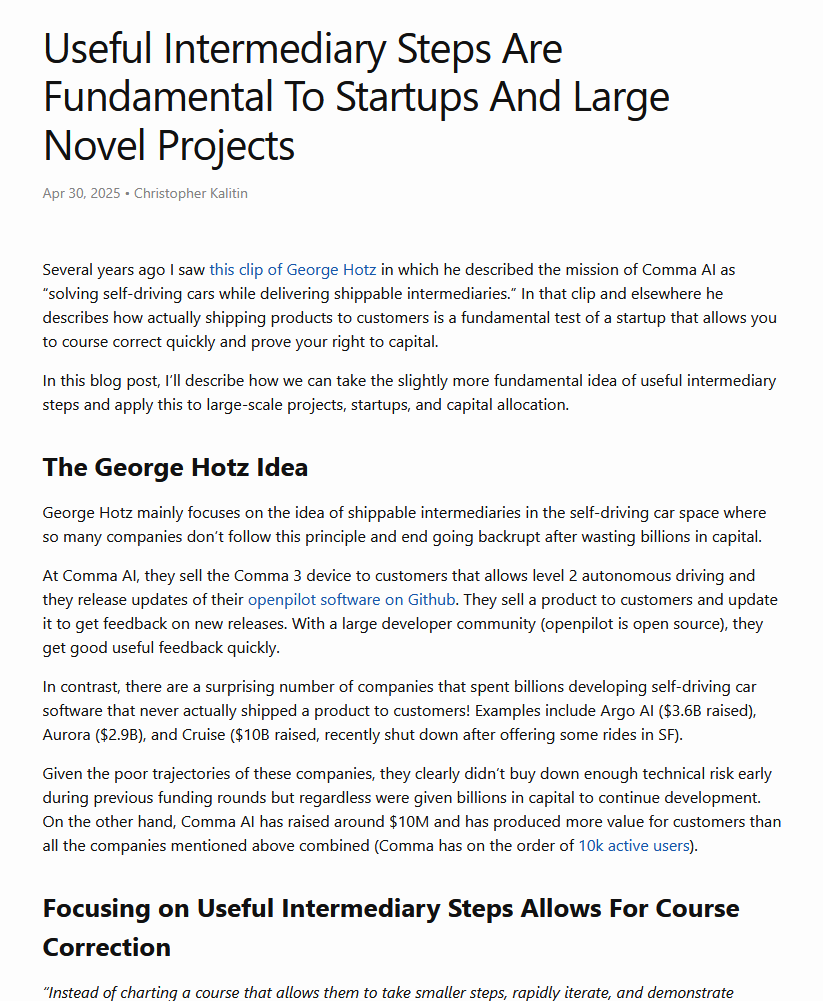 Useful Intermediary Steps Are
Fundamental To Startups And Large
Novel Projects
Apr 30, 2025 • Christopher Kalitin
Several years ago I saw this clip of George Hotz in which he described the mission of Comma AI as
“solving self-driving cars while delivering shippable intermediaries.” In that clip and elsewhere he
describes how actually shipping products to customers is a fundamental test of a startup that allows you
to course correct quickly and prove your right to capital.
In this blog post, I’ll describe how we can take the slightly more fundamental idea of useful intermediary
steps and apply this to large-scale projects, startups, and capital allocation.
The George Hotz Idea
George Hotz mainly focuses on the idea of shippable intermediaries in the self-driving car space where
so many companies don’t follow this principle and end going backrupt after wasting billions in capital.
At Comma AI, they sell the Comma 3 device to customers that allows level 2 autonomous driving and
they release updates of their openpilot software on Github. They sell a product to customers and update
it to get feedback on new releases. With a large developer community (openpilot is open source), they
get good useful feedback quickly.
In contrast, there are a surprising number of companies that spent billions developing self-driving car
software that never actually shipped a product to customers! Examples include Argo AI ($3.6B raised),
Aurora ($2.9B), and Cruise ($10B raised, recently shut down after offering some rides in SF).
Given the poor trajectories of these companies, they clearly didn’t buy down enough technical risk early
during previous funding rounds but regardless were given billions in capital to continue development.
On the other hand, Comma AI has raised around $10M and has produced more value for customers than
all the companies mentioned above combined (Comma has on the order of 10k active users).
Focusing on Useful Intermediary Steps Allows For Course
Correction
“Instead of charting a course that allows them to take smaller steps, rapidly iterate, and demonstrate